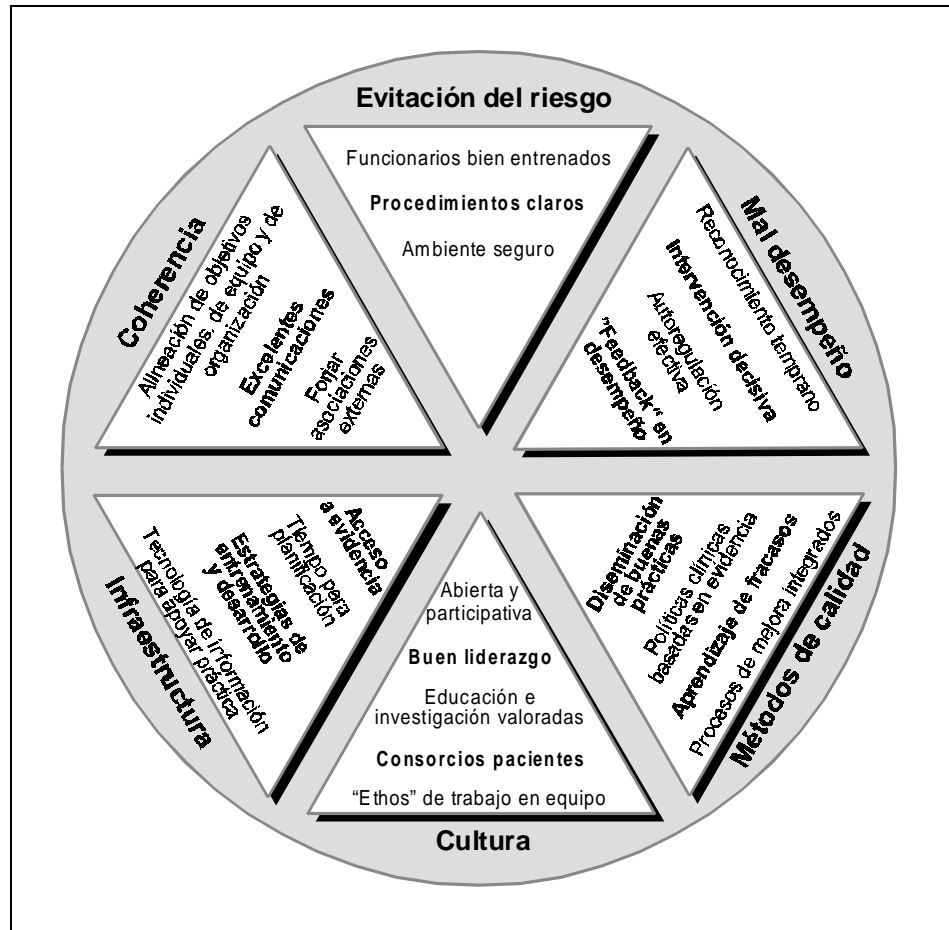 Evitación del riesgo
Funcionarios bien entrenados
Procedimientos claros
Ambiente seguro
Mal desempeño
Reconocimiento temprano
Intervención decisiva
Autoregulación
efectiva
"Feedback" en
desempeño
Métodos de calidad
Diseminación
de buenas
prácticas
Políticas clínicas
basadas en evidencia
Aprendizaje de fracasos
Procesos de mejora integrados
Cultura
Abierta y
participativa
Buen liderazgo
Educación e
investigación valoradas
Consorcios pacientes
“Ethos” de trabajo en equipo
Infraestructura
Acceso
a evidencia
Tiempo para
planificación
Estrategias de
antrenamiento
y desarrollo
Tecnología de información
para apoyar práctica
Coherencia
Alineación de objetivos
individuales, de equipo y de
organización
Excelentes
comunicaciones
Forjar
asociaciones
externas